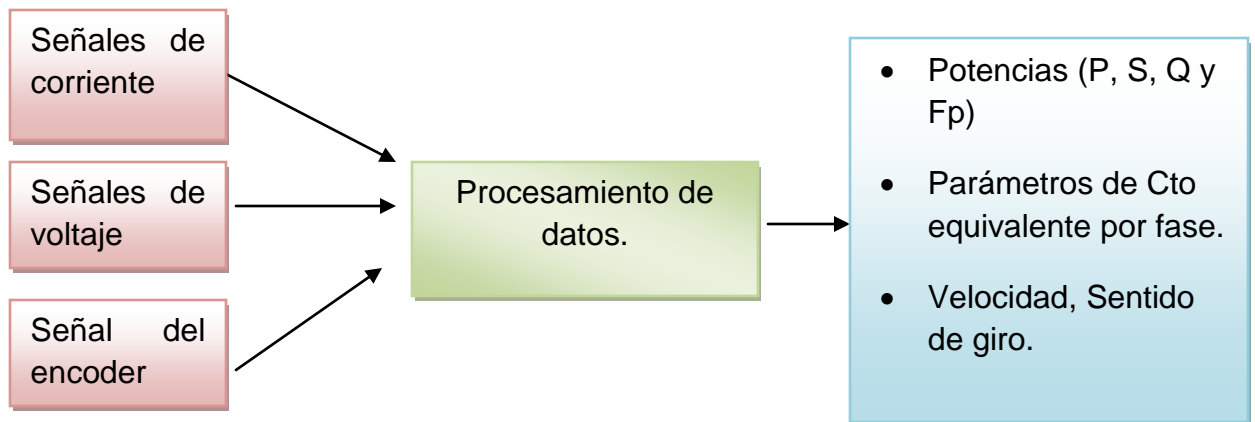 Señales de
corriente
Señales de
voltaje
Señal del
encoder
Procesamiento de
datos.
• Potencias (P, S, Q y
Fp)
• Parámetros de Cto
equivalente por fase.
• Velocidad, Sentido
de giro.